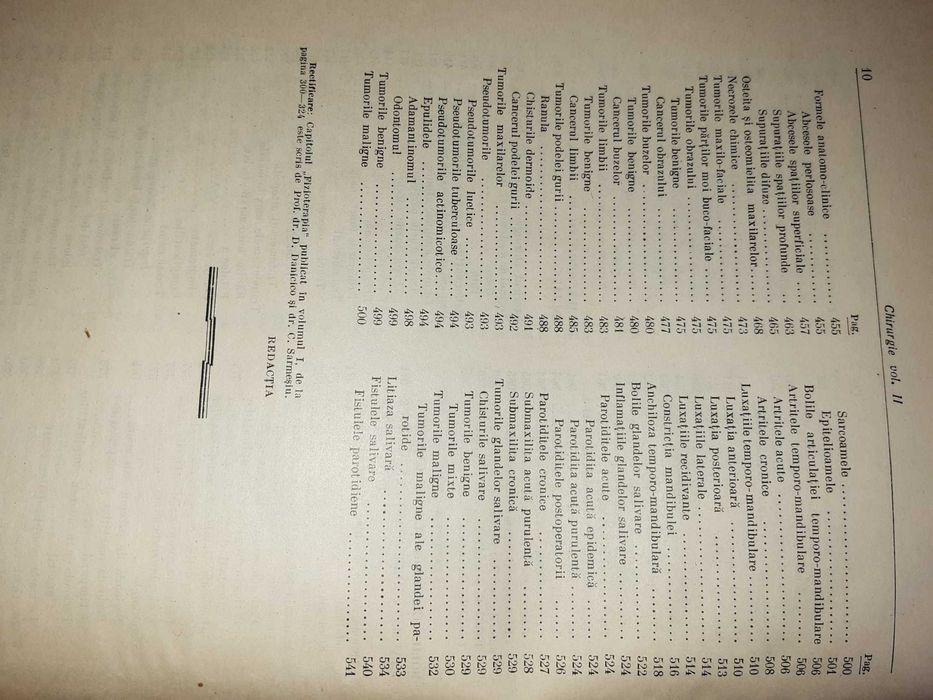 10
Chirurgie vol. II
Pag.
Formele anatomo-clinice ........ 455
Abcesele perlosoase ........ 455
Abcesele spațiilor superficiale .... 457
Supurațiile spațiilor profunde .. 463
Supurațiile difuze ........ 465
Osteita și osteomielita maxilarelor. 468
Necrozele chimice ........ 473
Tumorile maxilo-faciale ........ 475
Tumorile părților moi buco-faciale .... 475
Tumorile obrazului ........ 475
Tumorile benigne ........ 475
Cancerul obrazului ........ 477
Tumorile buzelor ........ 480
Tumorile benigne ........ 480
Cancerul buzelor ........ 481
Tumorile limbii ........ 483
Tumorile benigne ........ 483
Cancerul limbii ........ 485
Tumorile podelei gurii ........ 488
Ranula ........ 488
Chisturile dermoide ........ 491
Cancerul podelei gurii ........ 492
Tumorile maxilarelor ........ 493
Pseudotumorile ........ 493
Pseudotumorile luetice ........ 493
Pseudotumorile tuberculoase .... 494
Pseudotumorile actinomicotice .. 494
Epulidele ........ 494
Adamantinomul ........ 498
Odontomul ........ 499
Tumorile benigne ........ 499
Tumorile maligne ........ 500
Pag.
Sarcoamele ........ 500
Epitelioamele ........ 501
Bolile articulației temporo-mandibulare 506
Artritele temporo-mandibulare ........ 506
Artritele acute ........ 506
Artritele cronice ........ 508
Luxațiile temporo-mandibulare ........ 510
Luxația anterioară ........ 510
Luxația posterioară ........ 513
Luxațiile laterale ........ 514
Luxațiile recidivante ........ 514
Constricția mandibulei ........ 516
Anchiloza temporo-mandibulară ........ 518
Bolile glandelor salivare ........ 522
Inflamațiile glandelor salivare ........ 524
Parotiditele acute ........ 524
Parotidita acută epidemică ........ 524
Parotidita acută purulentă ........ 524
Parotiditele postoperatorii ........ 526
Parotiditele cronice ........ 527
Submaxilita acută purulentă ........ 528
Submaxilita cronică ........ 529
Tumorile glandelor salivare ........ 529
Chisturile salivare ........ 529
Tumorile benigne ........ 529
Tumorile mixte ........ 530
Tumorile maligne ........ 532
Tumorile maligne ale glandei pa-
rotide ........ 533
Litiaza salivară ........ 534
Fistulele salivare ........ 540
Fistulele parotidiene ........ 541
Rectificare: Capitolul „Fizioterapia“ publicat în volumul I, de la
pagina 300—324 este scris de Prof. dr. D. Danicico și dr. C. Sarmeșiu.
REDACȚIA